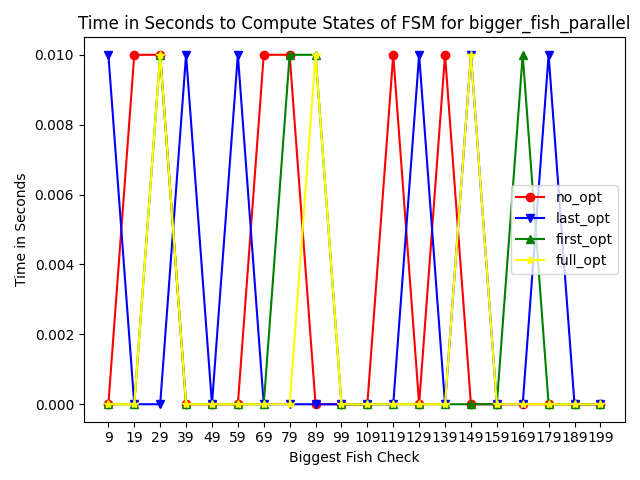 Time in Seconds to Compute States of FSM for bigger_fish_parallel
0.010
0.008
0.006
0.004
0.002
0.000
Time in Seconds
no_opt
last_opt
first_opt
full_opt
9 19 29 39 49 59 69 79 89 99 109 119 129 139 149 159 169 179 189 199
Biggest Fish Check